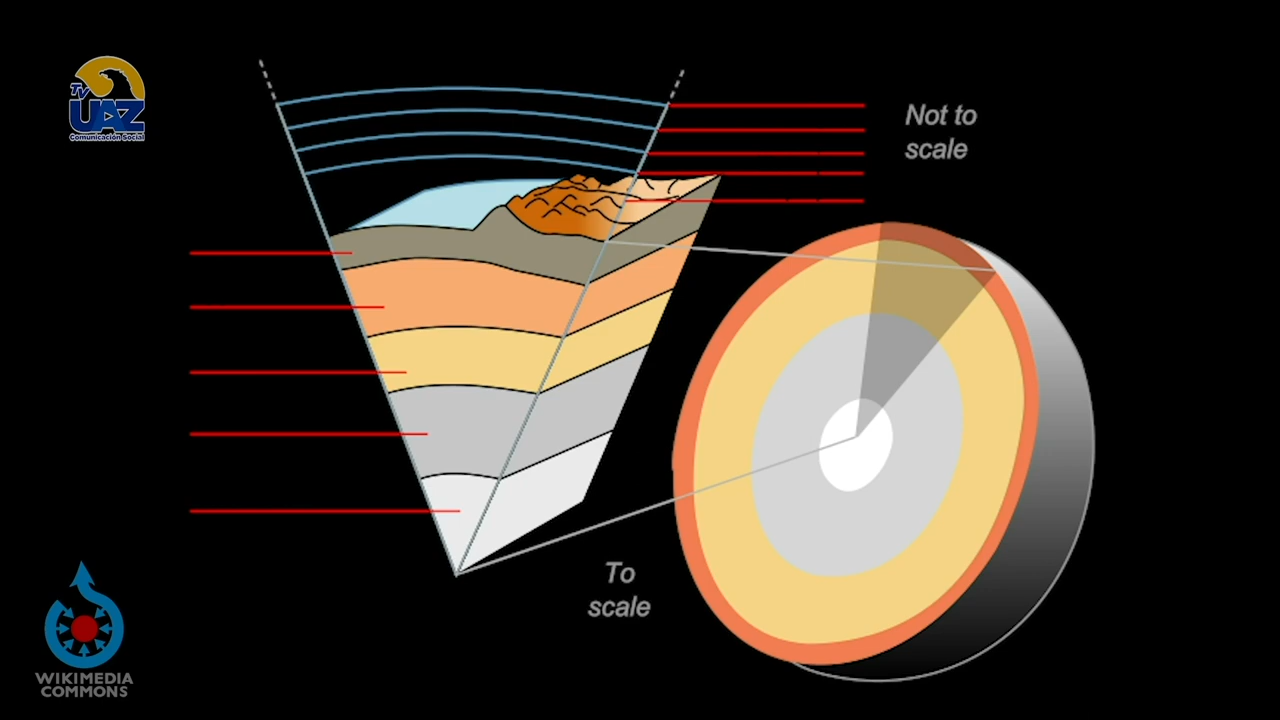 TV
UAZ
Comunicación Social
Not to
scale
To
scale
WIKIMEDIA
COMMONS